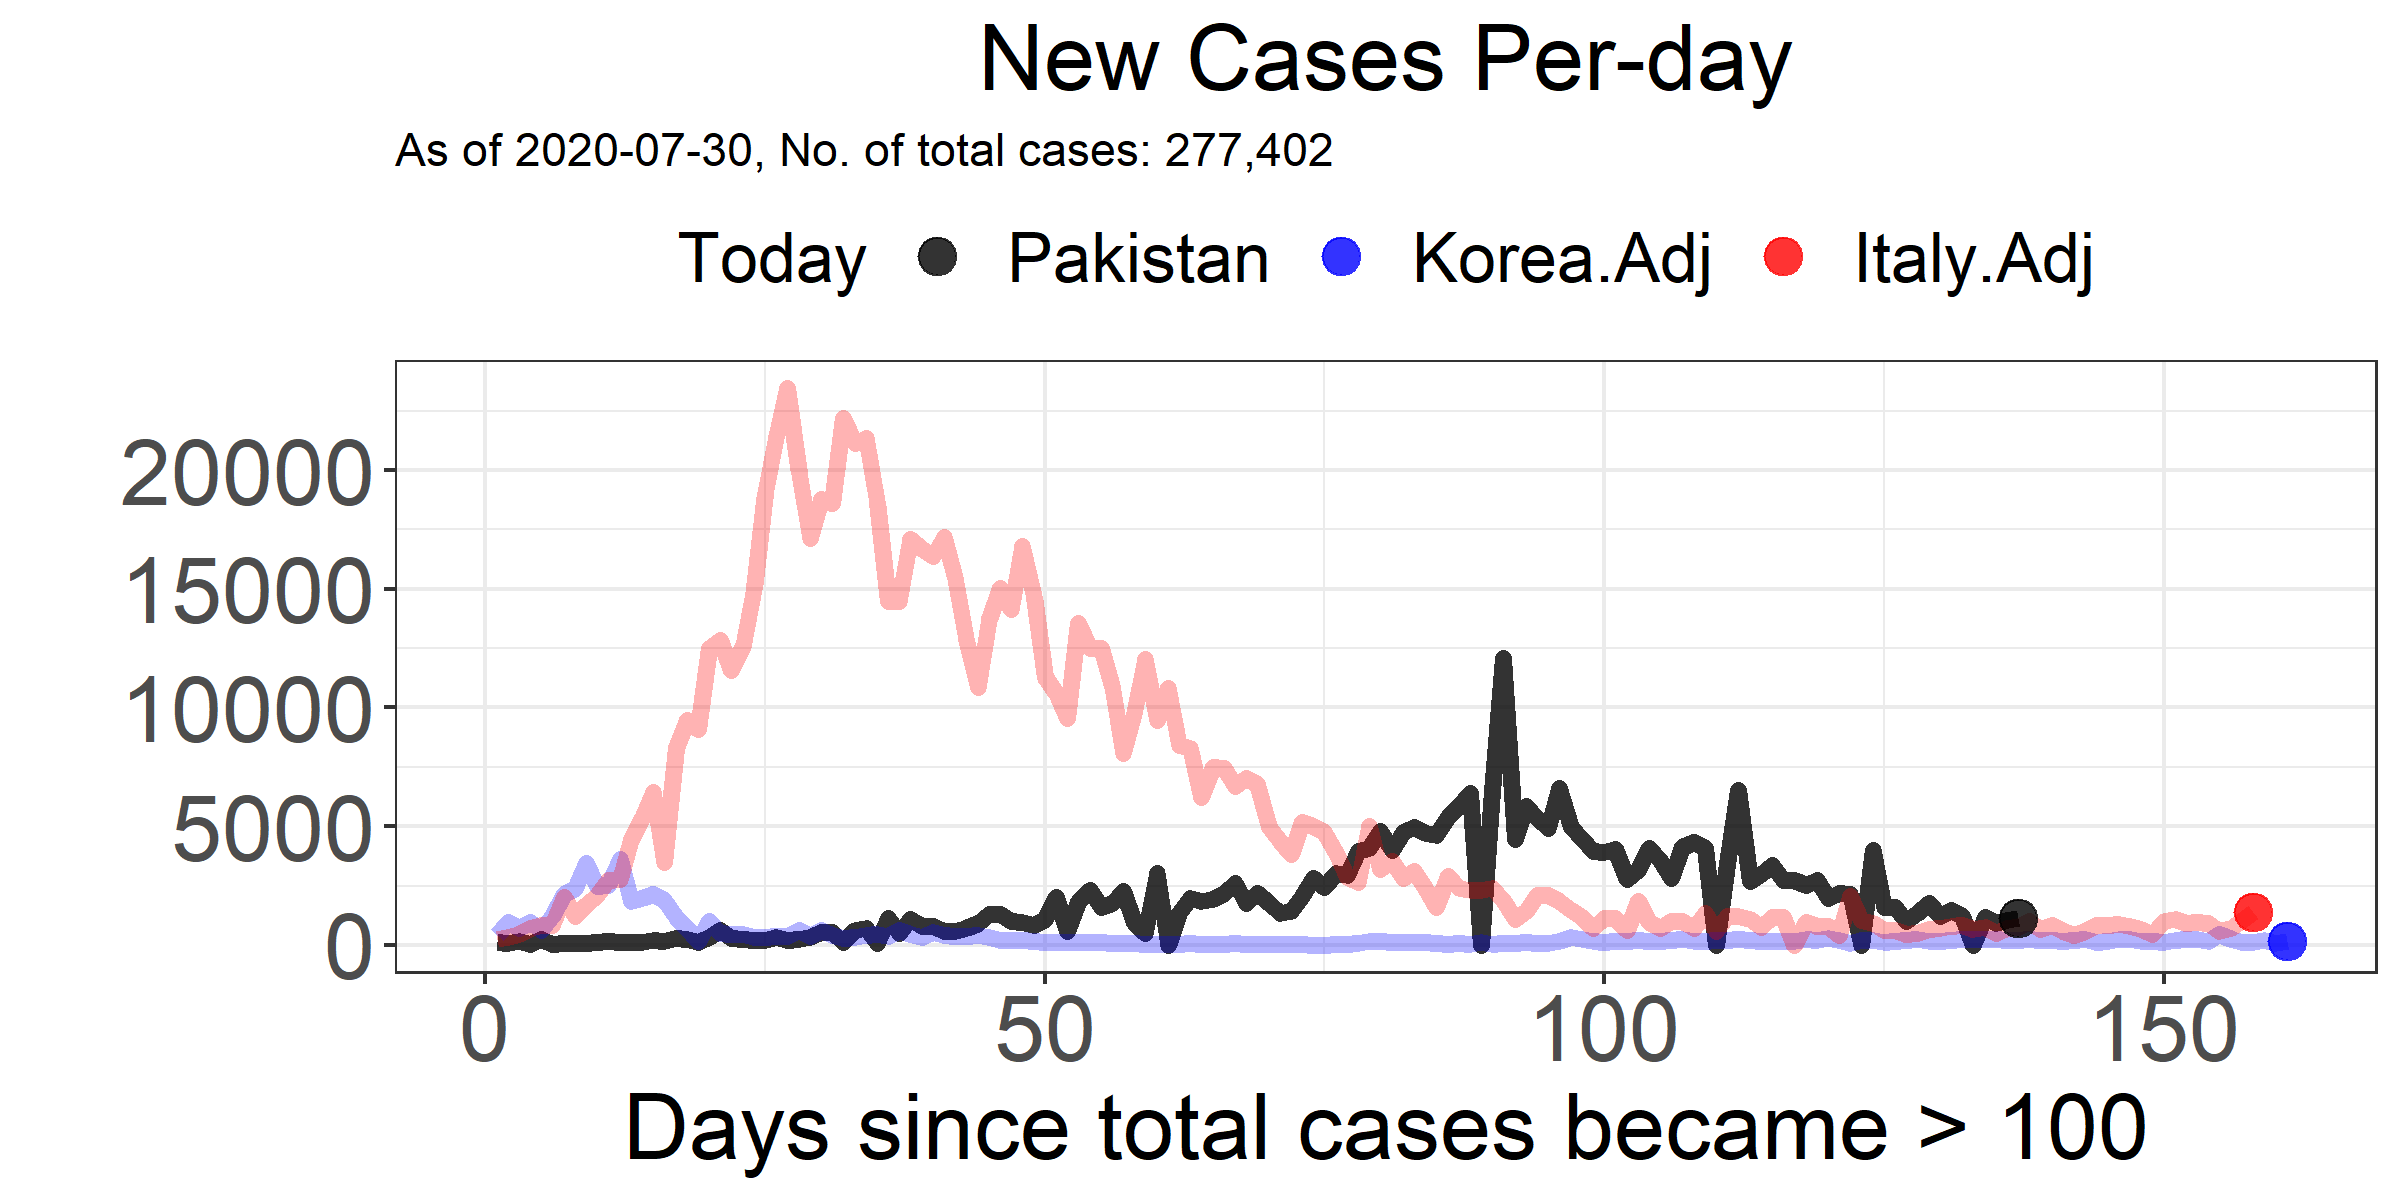 New Cases Per-day
As of 2020-07-30, No. of total cases: 277,402
Today Pakistan Korea.Adj Italy.Adj
20000
15000
10000
5000
0
0 50 100 150
Days since total cases became > 100